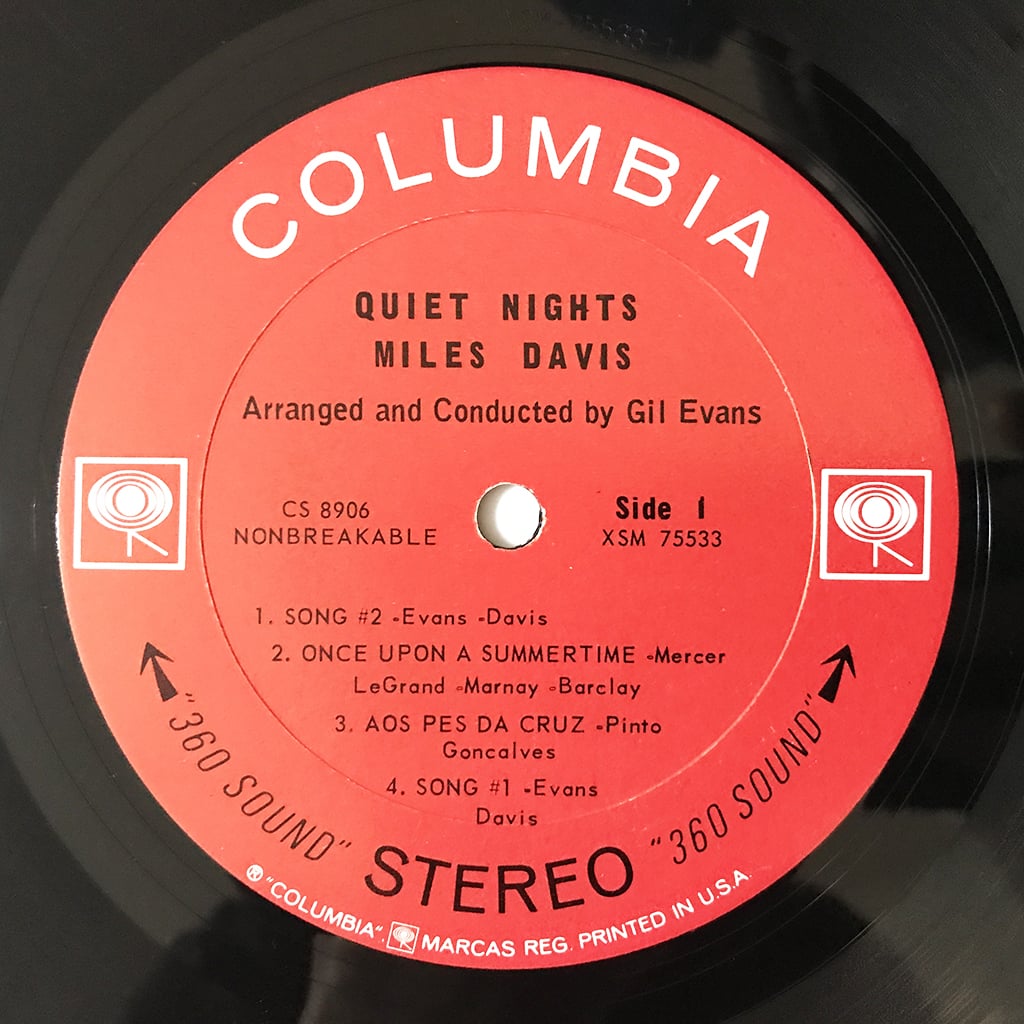 COLUMBIA
QUIET NIGHTS
MILES DAVIS
Arranged and Conducted by Gil Evans
CS 8906
NONBREAKABLE
Side 1
XSM 75533
1. SONG #2 -Evans -Davis
2. ONCE UPON A SUMMERTIME -Mercer
LeGrand -Marnay -Barclay
3. AOS PES DA CRUZ -Pinto
Goncalves
4. SONG #1 -Evans
Davis
"360 SOUND"
STEREO
"360 SOUND"
® "COLUMBIA", MARCAS REG. PRINTED IN U.S.A.